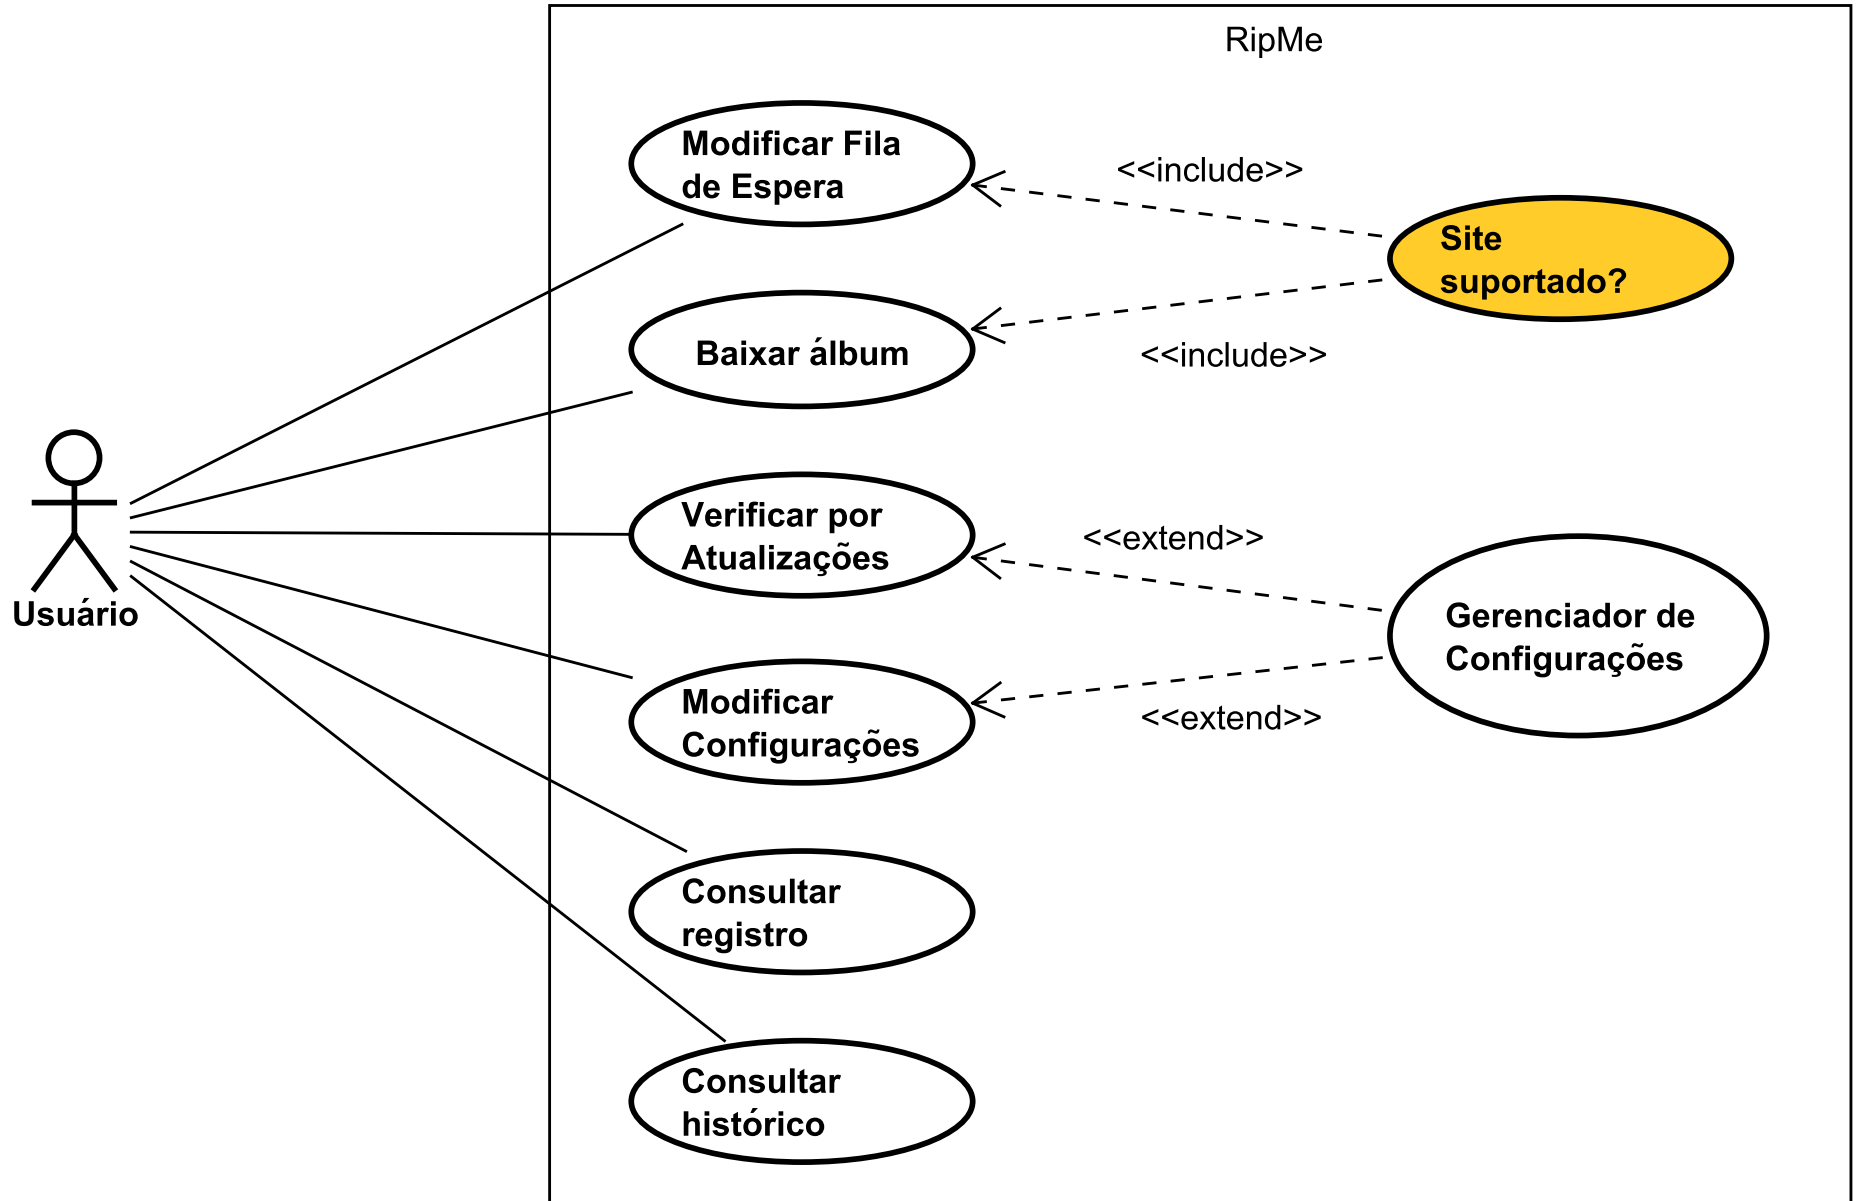 RipMe
Modificar Fila
de Espera
<<include>>
Site
suportado?
Baixar álbum
<<include>>
Usuário
Verificar por
Atualizações
<<extend>>
Gerenciador de
Configurações
Modificar
Configurações
<<extend>>
Consultar
registro
Consultar
histórico